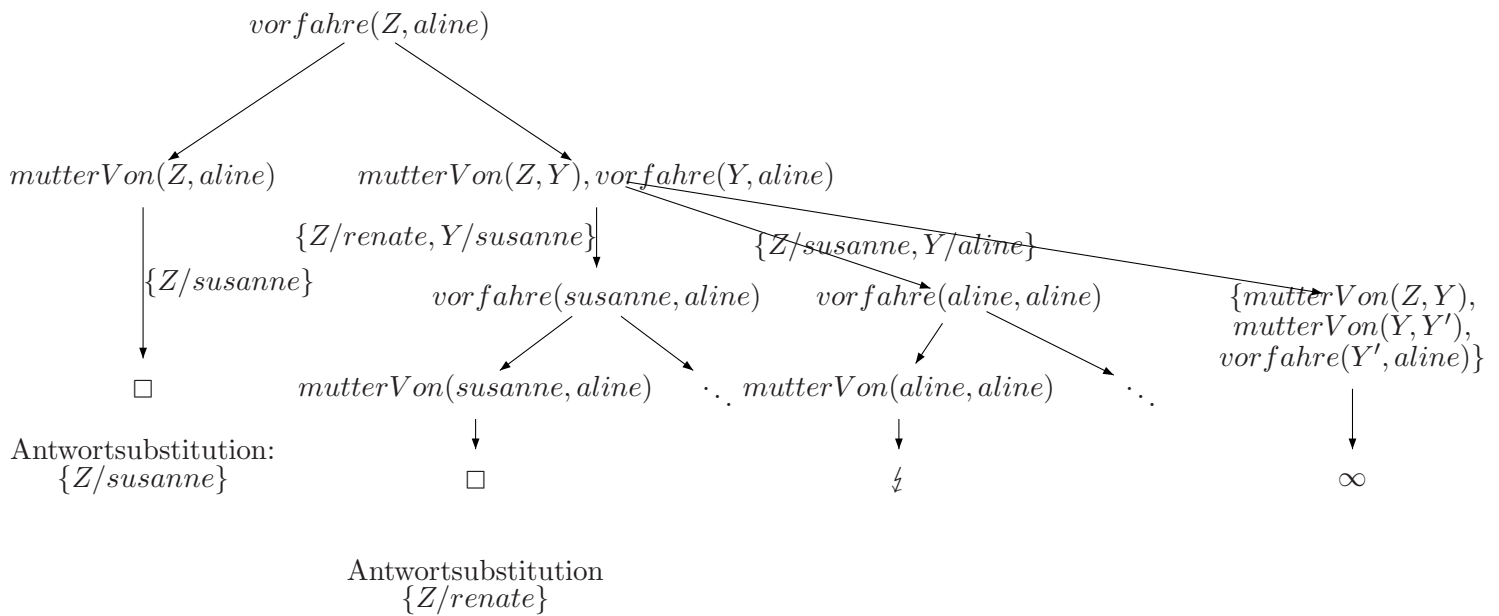 vorfahre(Z, aline)
mutterVon(Z, aline)
mutterVon(Z, Y), vorfahre(Y, aline)
{Z/renate, Y/susanne}
{Z/susanne, Y/aline}
{Z/susanne}
vorfahre(susanne, aline)
vorfahre(aline, aline)
{mutterVon(Z, Y),
mutterVon(Y, Y′),
vorfahre(Y′, aline)}
mutterVon(susanne, aline)
⋱
mutterVon(aline, aline)
⋱
□
Antwortsubstitution:
{Z/susanne}
□
↯
∞
Antwortsubstitution
{Z/renate}